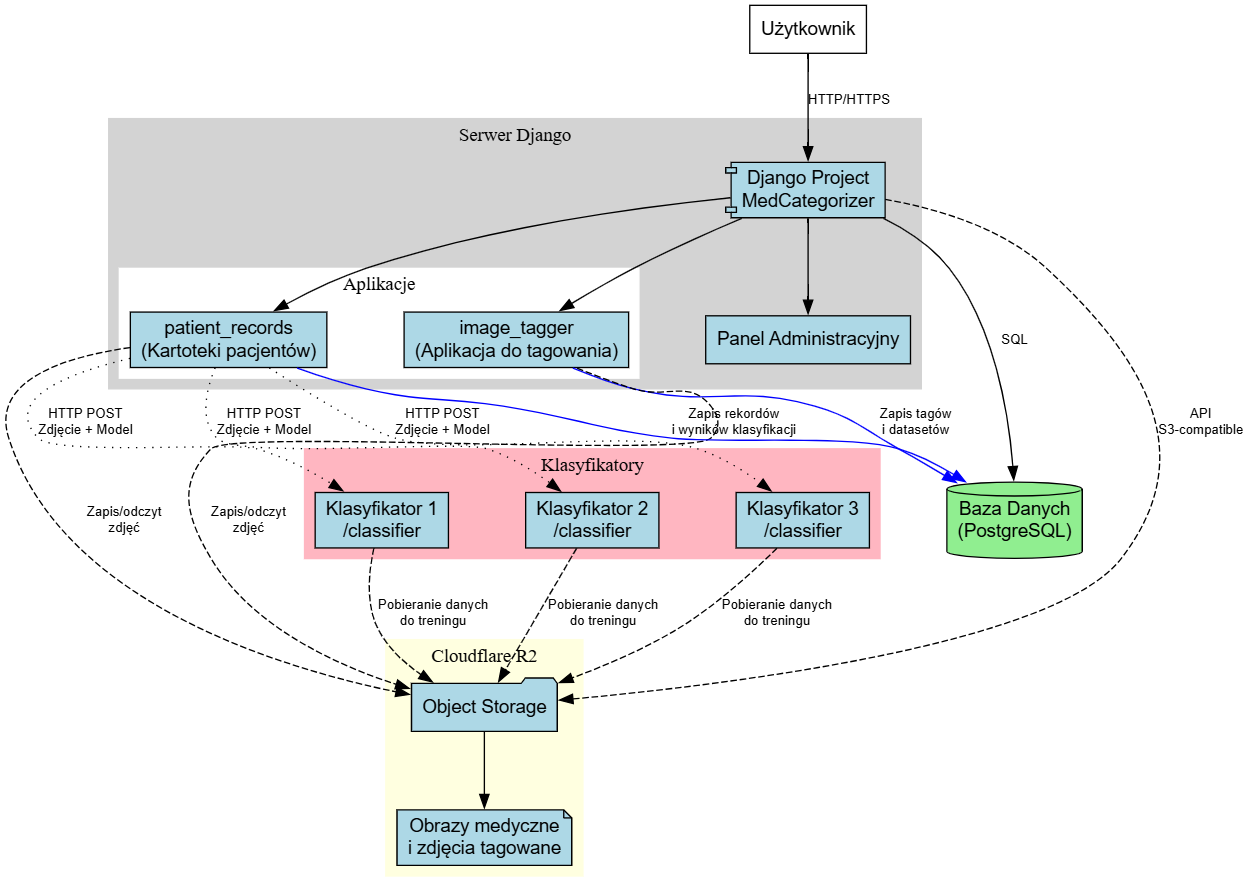 Użytkownik
HTTP/HTTPS
Serwer Django
Django Project
MedCategorizer
Aplikacje
patient_records
(Kartoteki pacjentów)
image_tagger
(Aplikacja do tagowania)
Panel Administracyjny
SQL
HTTP POST
Zdjęcie + Model
HTTP POST
Zdjęcie + Model
HTTP POST
Zdjęcie + Model
Zapis rekordów
i wyników klasyfikacji
Zapis tagów
i datasetów
API
S3-compatible
Klasyfikatory
Klasyfikator 1
/classifier
Klasyfikator 2
/classifier
Klasyfikator 3
/classifier
Baza Danych
(PostgreSQL)
Zapis/odczyt
zdjęć
Zapis/odczyt
zdjęć
Pobieranie danych
do treningu
Pobieranie danych
do treningu
Pobieranie danych
do treningu
Cloudflare R2
Object Storage
Obrazy medyczne
i zdjęcia tagowane